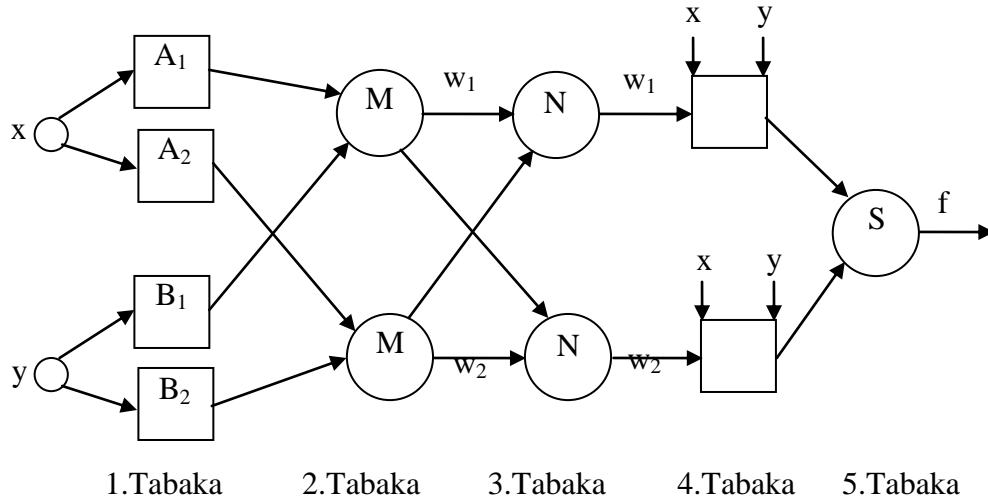 x y
A₁
M w₁ N w₁
x A₂
S f
x y
B₁
M w₂ N w₂
y B₂
1.Tabaka 2.Tabaka 3.Tabaka 4.Tabaka 5.Tabaka